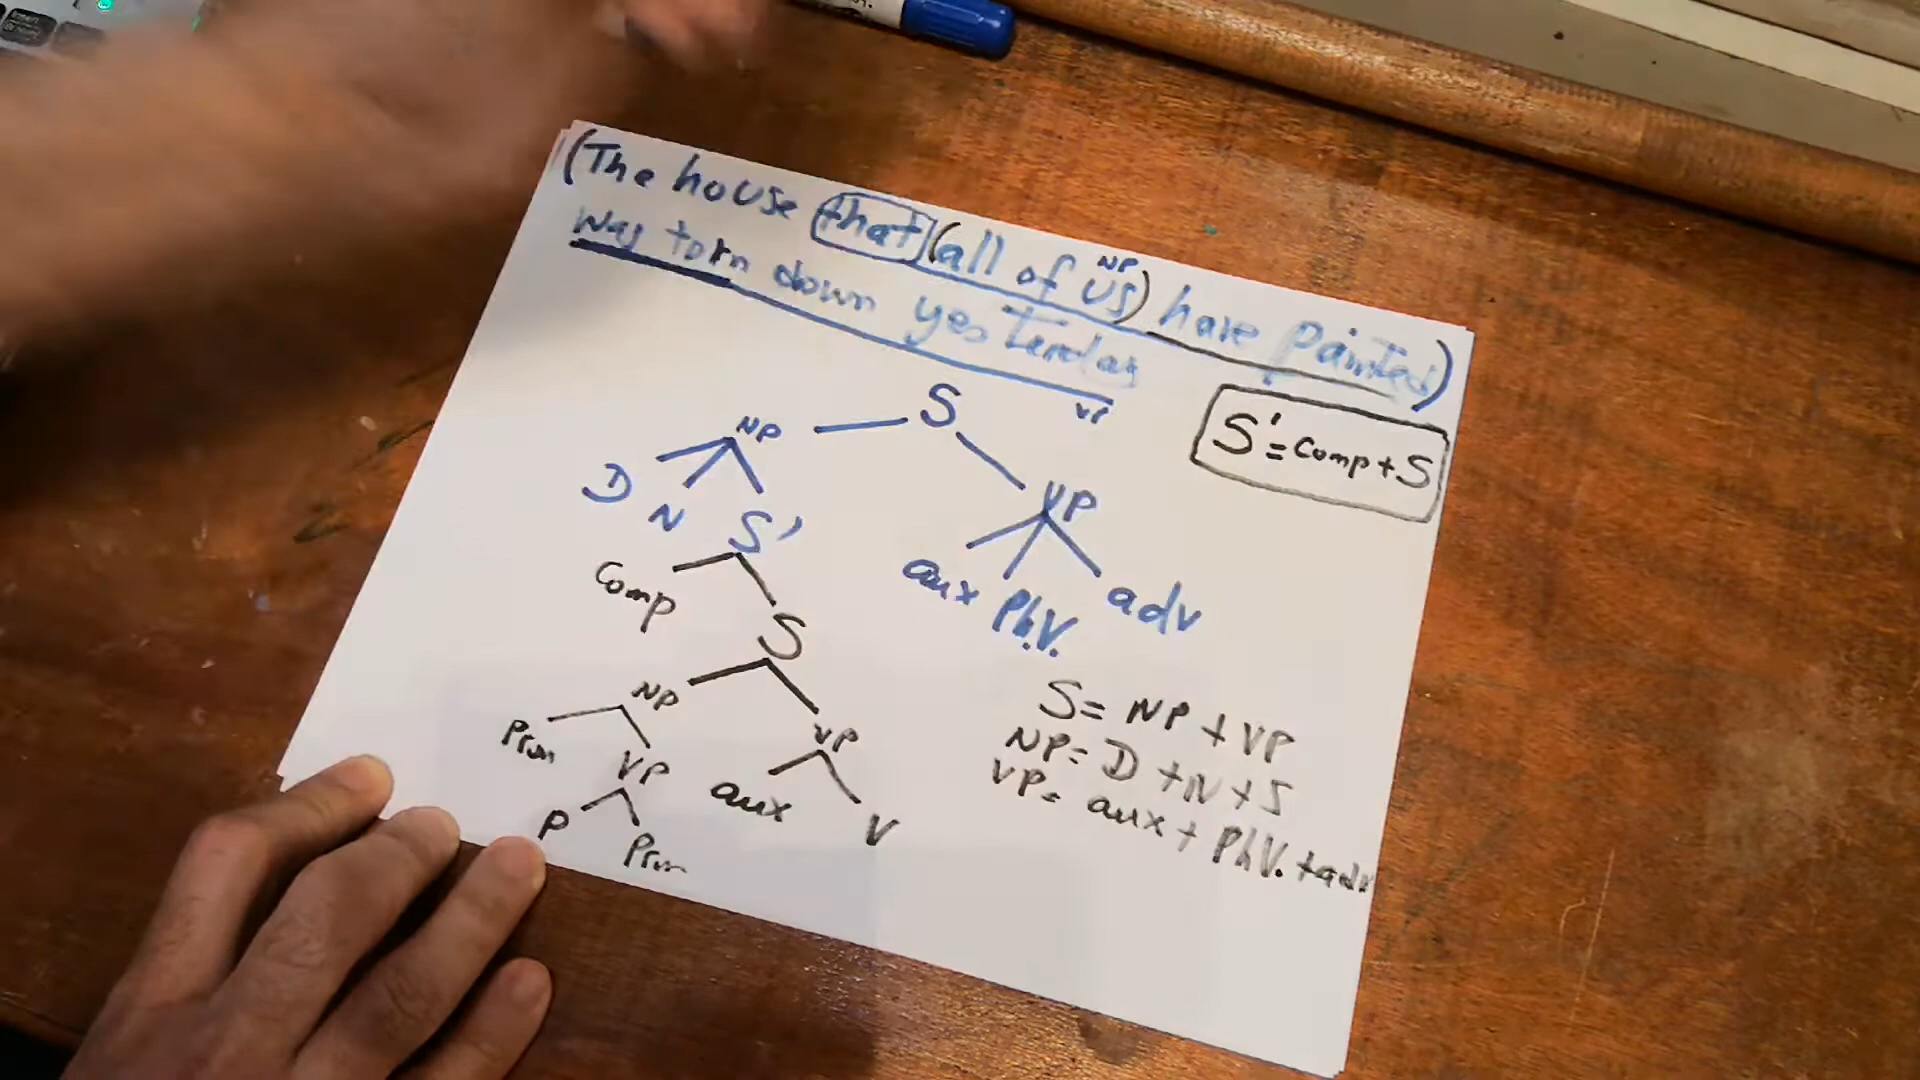 (The house that (all of us) have painted)
NP
was torn down yesterday
VP
S
NP
VP
S'= Comp + S
D N S'
aux Ph.V. adv
Comp S
NP VP
Prn VP aux V
P Prn
S= NP + VP
NP= D + N + S
VP= aux + Ph.V. + adv